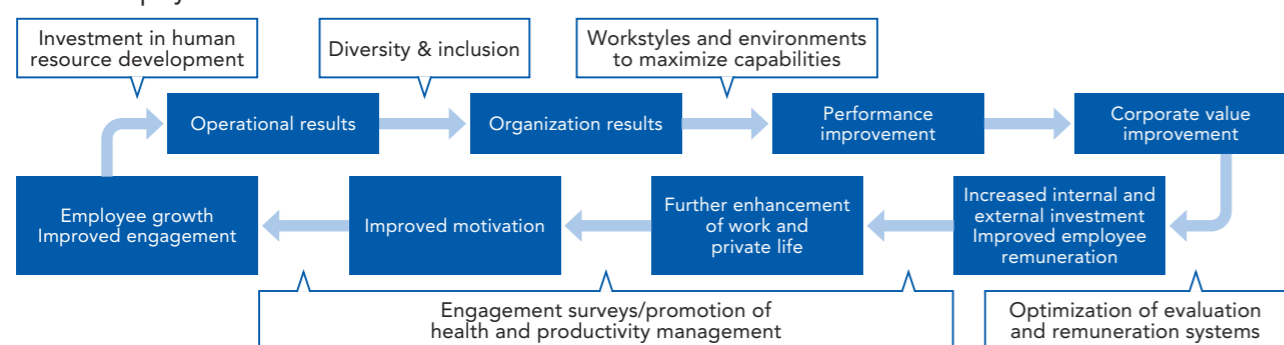 Investment in human
resource development
Diversity & inclusion
Workstyles and environments
to maximize capabilities
Operational results
Organization results
Performance
improvement
Corporate value
improvement
Employee growth
Improved engagement
Improved motivation
Further enhancement
of work and
private life
Increased internal and
external investment
Improved employee
remuneration
Engagement surveys/promotion of
health and productivity management
Optimization of evaluation
and remuneration systems